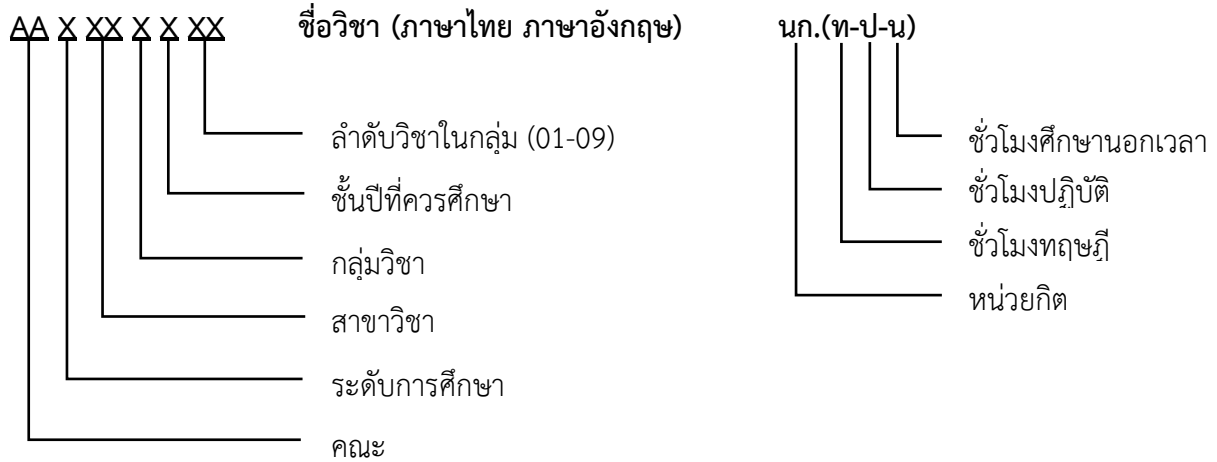 AA X XX X X XX ชื่อวิชา (ภาษาไทย ภาษาอังกฤษ) นก.(ท-ป-น)
ลำดับวิชาในกลุ่ม (01-09)
ชั้นปีที่ควรศึกษา
กลุ่มวิชา
สาขาวิชา
ระดับการศึกษา
คณะ
ชั่วโมงศึกษานอกเวลา
ชั่วโมงปฏิบัติ
ชั่วโมงทฤษฎี
หน่วยกิต